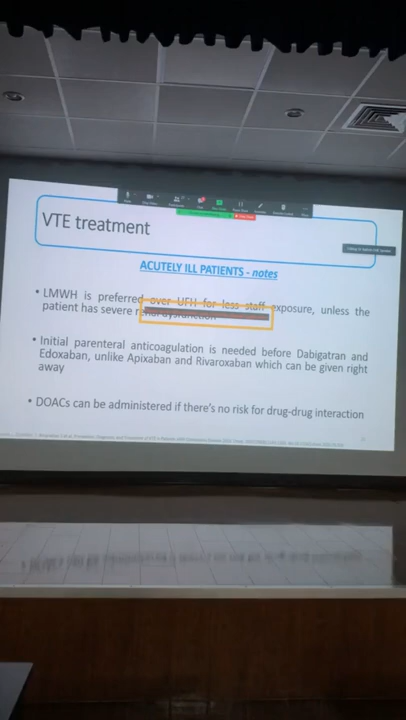 VTE treatment
ACUTELY ILL PATIENTS - notes
• LMWH is preferred over UFH for less staff exposure, unless the
patient has severe renal dysfunction
• Initial parenteral anticoagulation is needed before Dabigatran and
Edoxaban, unlike Apixaban and Rivaroxaban which can be given right
away
• DOACs can be administered if there's no risk for drug-drug interaction